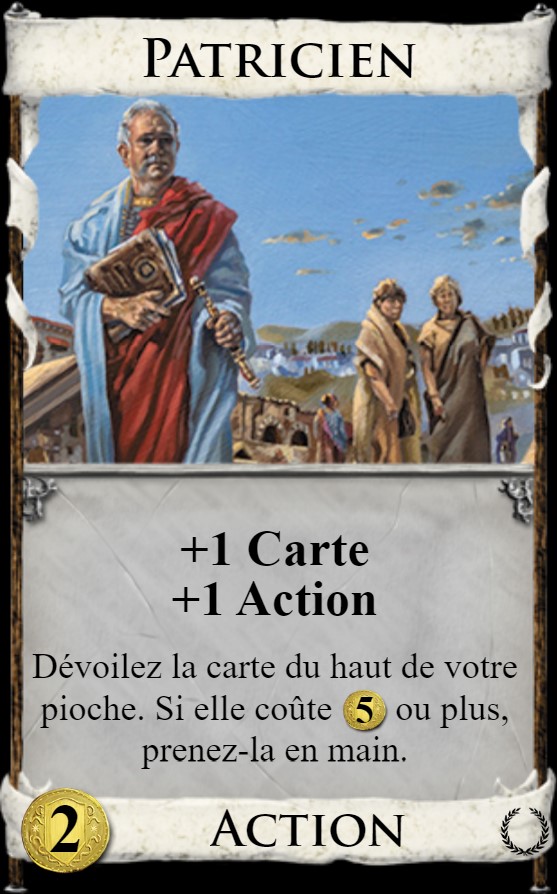 PATRICIEN
+1 Carte
+1 Action
Dévoilez la carte du haut de votre
pioche. Si elle coûte 5 ou plus,
prenez-la en main.
2 ACTION